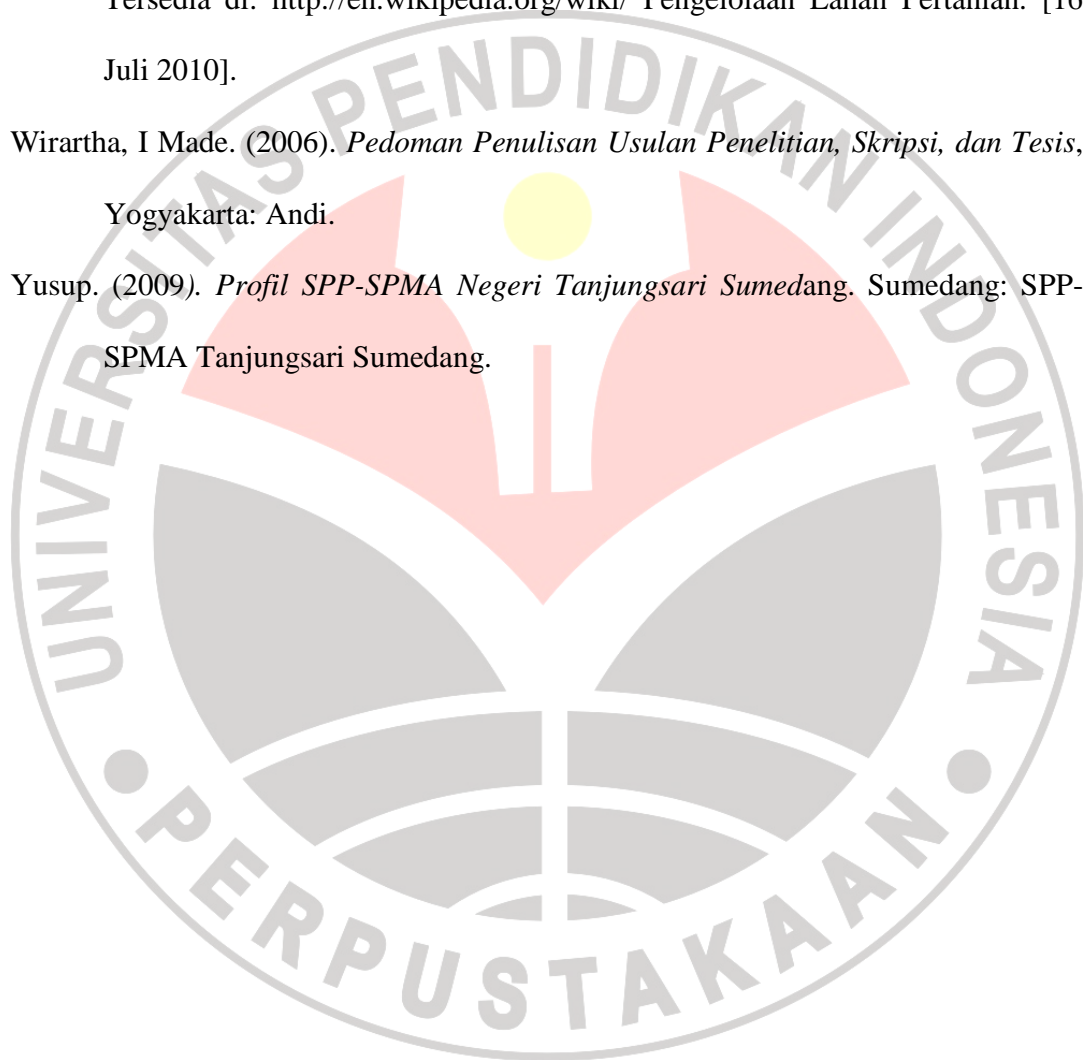 Tersedia di: http://en.wikipedia.org/wiki/ Pengelolaan Lahan Pertanian. [16
Juli 2010].
Wirartha, I Made. (2006). Pedoman Penulisan Usulan Penelitian, Skripsi, dan Tesis,
Yogyakarta: Andi.
Yusup. (2009). Profil SPP-SPMA Negeri Tanjungsari Sumedang. Sumedang: SPP-
SPMA Tanjungsari Sumedang.
UNIVERSITAS PENDIDIKAN INDONESIA
PERPUSTAKAAN